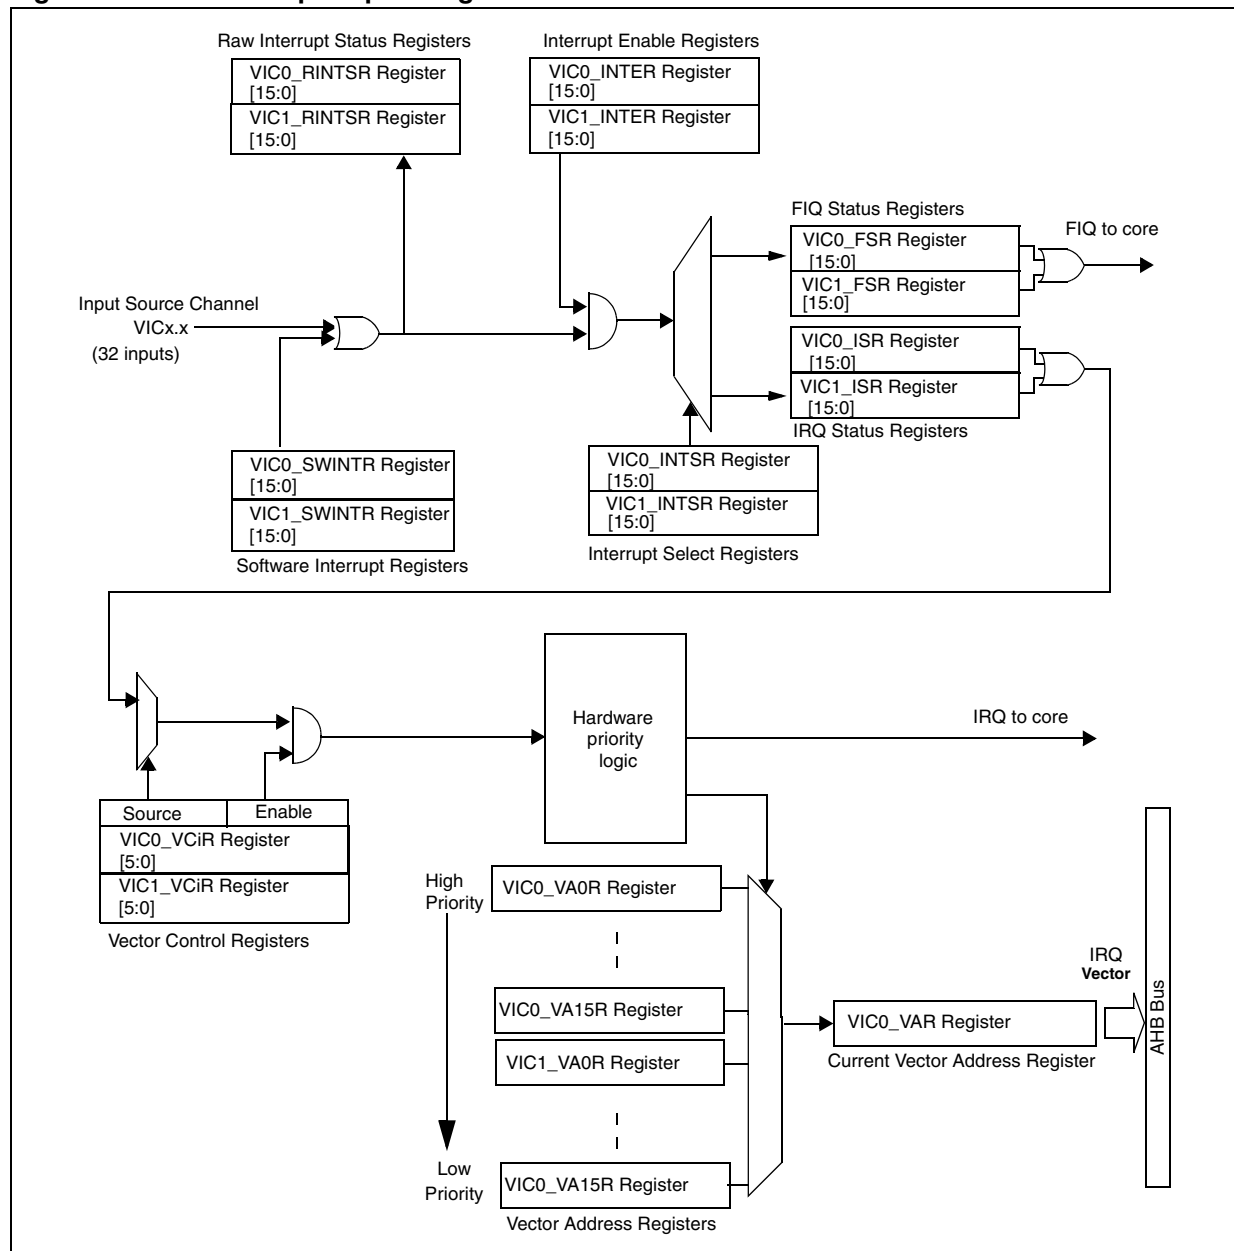 Raw Interrupt Status Registers
VIC0_RINTSR Register
[15:0]
VIC1_RINTSR Register
[15:0]
Interrupt Enable Registers
VIC0_INTER Register
[15:0]
VIC1_INTER Register
[15:0]
FIQ Status Registers
VIC0_FSR Register
[15:0]
VIC1_FSR Register
[15:0]
FIQ to core
Input Source Channel
VICx.x
(32 inputs)
VIC0_ISR Register
[15:0]
VIC1_ISR Register
[15:0]
IRQ Status Registers
VIC0_SWINTR Register
[15:0]
VIC1_SWINTR Register
[15:0]
Software Interrupt Registers
VIC0_INTSR Register
[15:0]
VIC1_INTSR Register
[15:0]
Interrupt Select Registers
Hardware
priority
logic
IRQ to core
Source
Enable
VIC0_VCiR Register
[5:0]
VIC1_VCiR Register
[5:0]
Vector Control Registers
High
Priority
VIC0_VA0R Register
VIC0_VA15R Register
VIC1_VA0R Register
Low
Priority
VIC0_VA15R Register
Vector Address Registers
VIC0_VAR Register
Current Vector Address Register
IRQ
Vector
AHB Bus